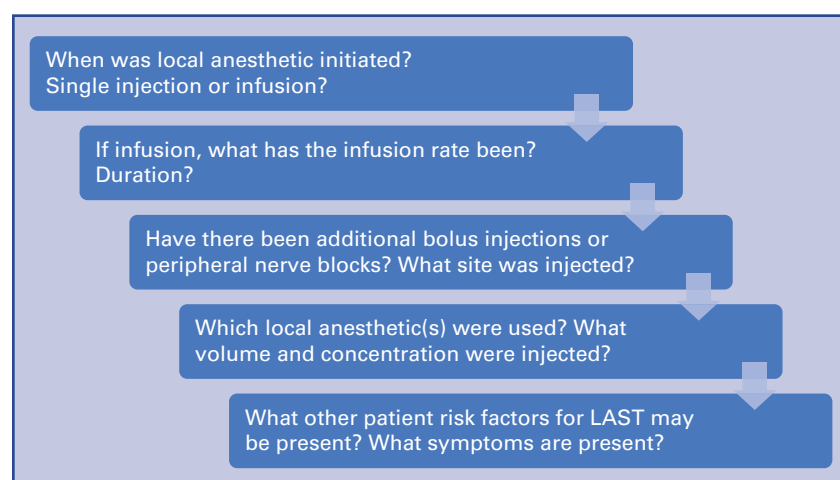 When was local anesthetic initiated?
Single injection or infusion?
If infusion, what has the infusion rate been?
Duration?
Have there been additional bolus injections or
peripheral nerve blocks? What site was injected?
Which local anesthetic(s) were used? What
volume and concentration were injected?
What other patient risk factors for LAST may
be present? What symptoms are present?